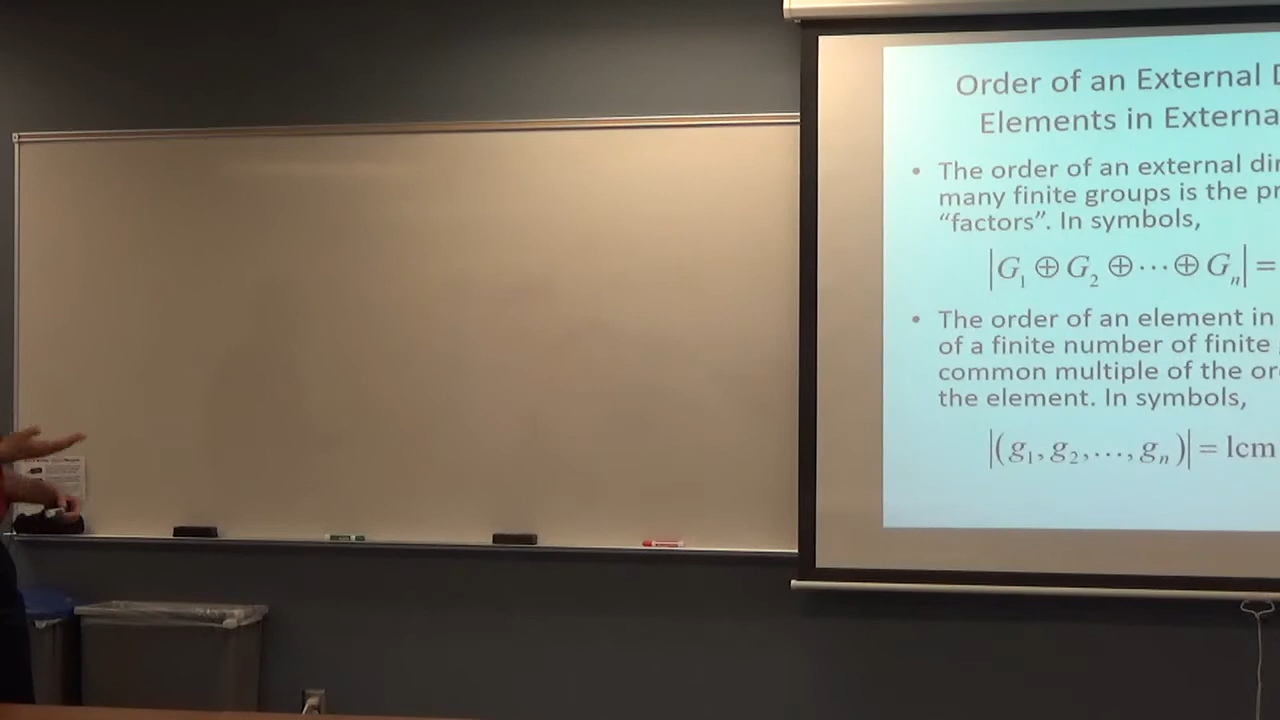 Order of an External
Elements in Externa
• The order of an external di
many finite groups is the p
“factors”. In symbols,
|G₁ ⊕ G₂ ⊕ ⋯ ⊕ Gₙ| =
• The order of an element in
of a finite number of finite
common multiple of the or
the element. In symbols,
|(g₁, g₂, …, gₙ)| = lcm